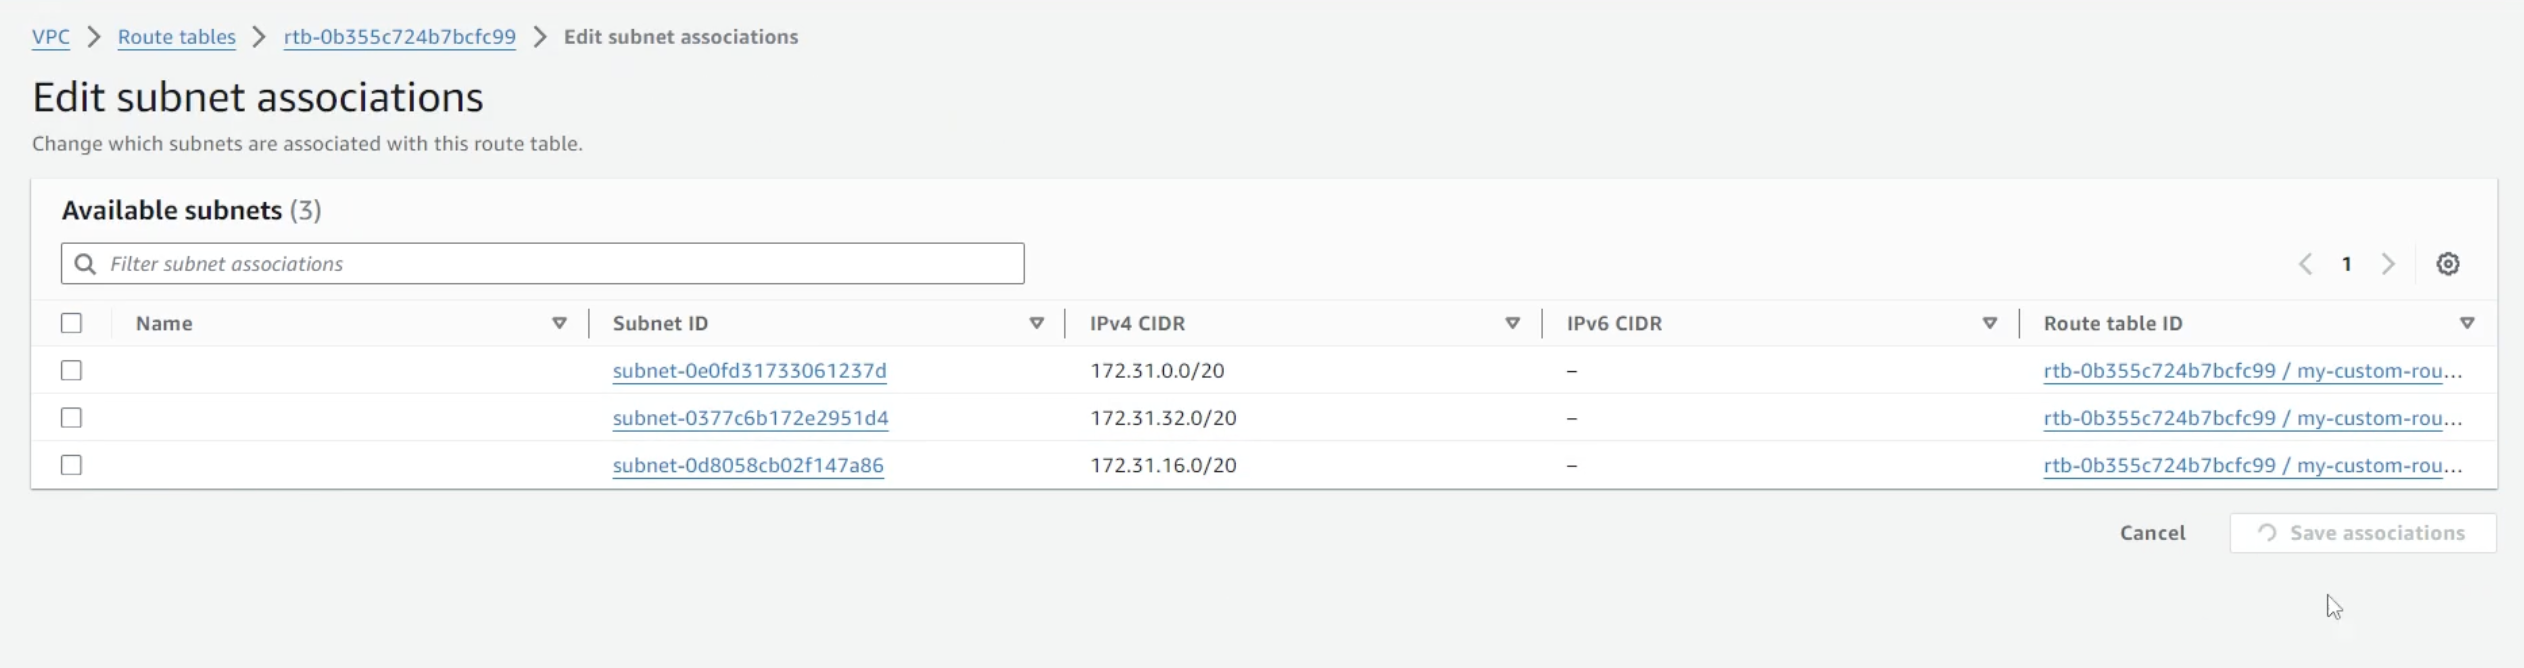 VPC > Route tables > rtb-0b355c724b7bcfc99 > Edit subnet associations
Edit subnet associations
Change which subnets are associated with this route table.
Available subnets (3)
Filter subnet associations
1
Name Subnet ID IPv4 CIDR IPv6 CIDR Route table ID
subnet-0e0fd31733061237d 172.31.0.0/20 – rtb-0b355c724b7bcfc99 / my-custom-rou...
subnet-0377c6b172e2951d4 172.31.32.0/20 – rtb-0b355c724b7bcfc99 / my-custom-rou...
subnet-0d8058cb02f147a86 172.31.16.0/20 – rtb-0b355c724b7bcfc99 / my-custom-rou...
Cancel Save associations